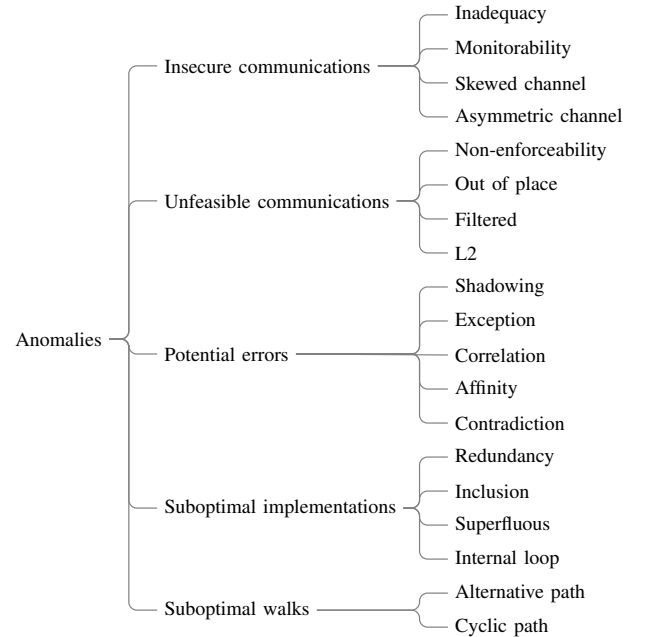 Anomalies
Insecure communications
Inadequacy
Monitorability
Skewed channel
Asymmetric channel
Unfeasible communications
Non-enforceability
Out of place
Filtered
L2
Potential errors
Shadowing
Exception
Correlation
Affinity
Contradiction
Suboptimal implementations
Redundancy
Inclusion
Superfluous
Internal loop
Suboptimal walks
Alternative path
Cyclic path